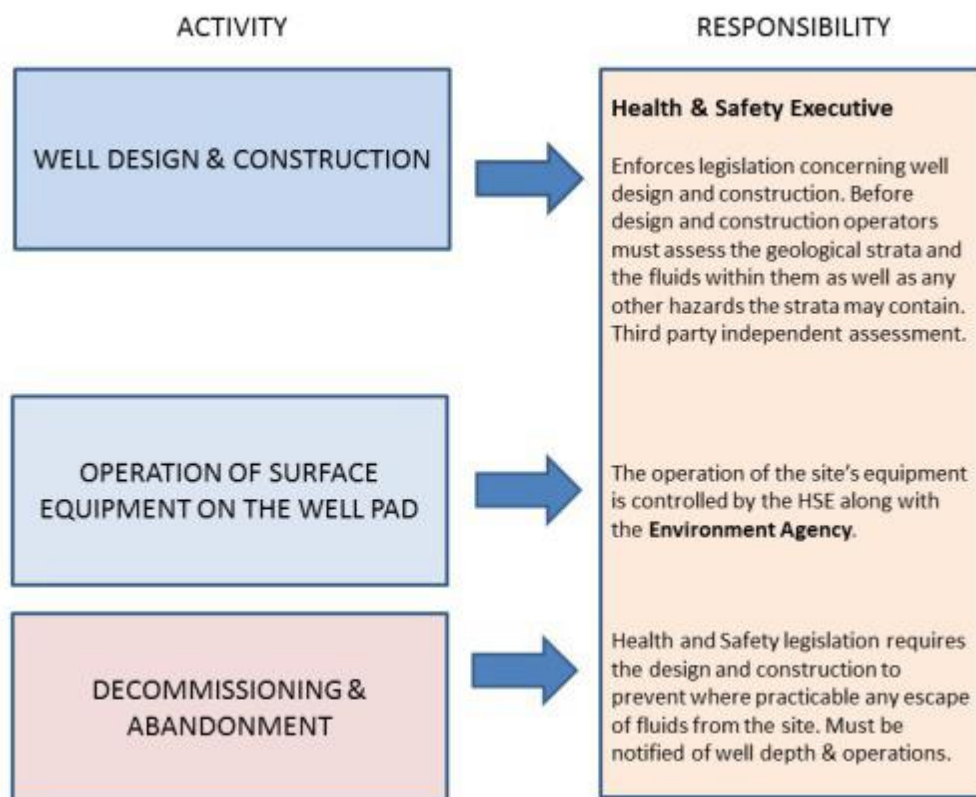 ACTIVITY
RESPONSIBILITY
WELL DESIGN & CONSTRUCTION
Health & Safety Executive
Enforces legislation concerning well
design and construction. Before
design and construction operators
must assess the geological strata and
the fluids within them as well as any
other hazards the strata may contain.
Third party independent assessment.
OPERATION OF SURFACE
EQUIPMENT ON THE WELL PAD
The operation of the site's equipment
is controlled by the HSE along with
the Environment Agency.
DECOMMISSIONING &
ABANDONMENT
Health and Safety legislation requires
the design and construction to
prevent where practicable any escape
of fluids from the site. Must be
notified of well depth & operations.